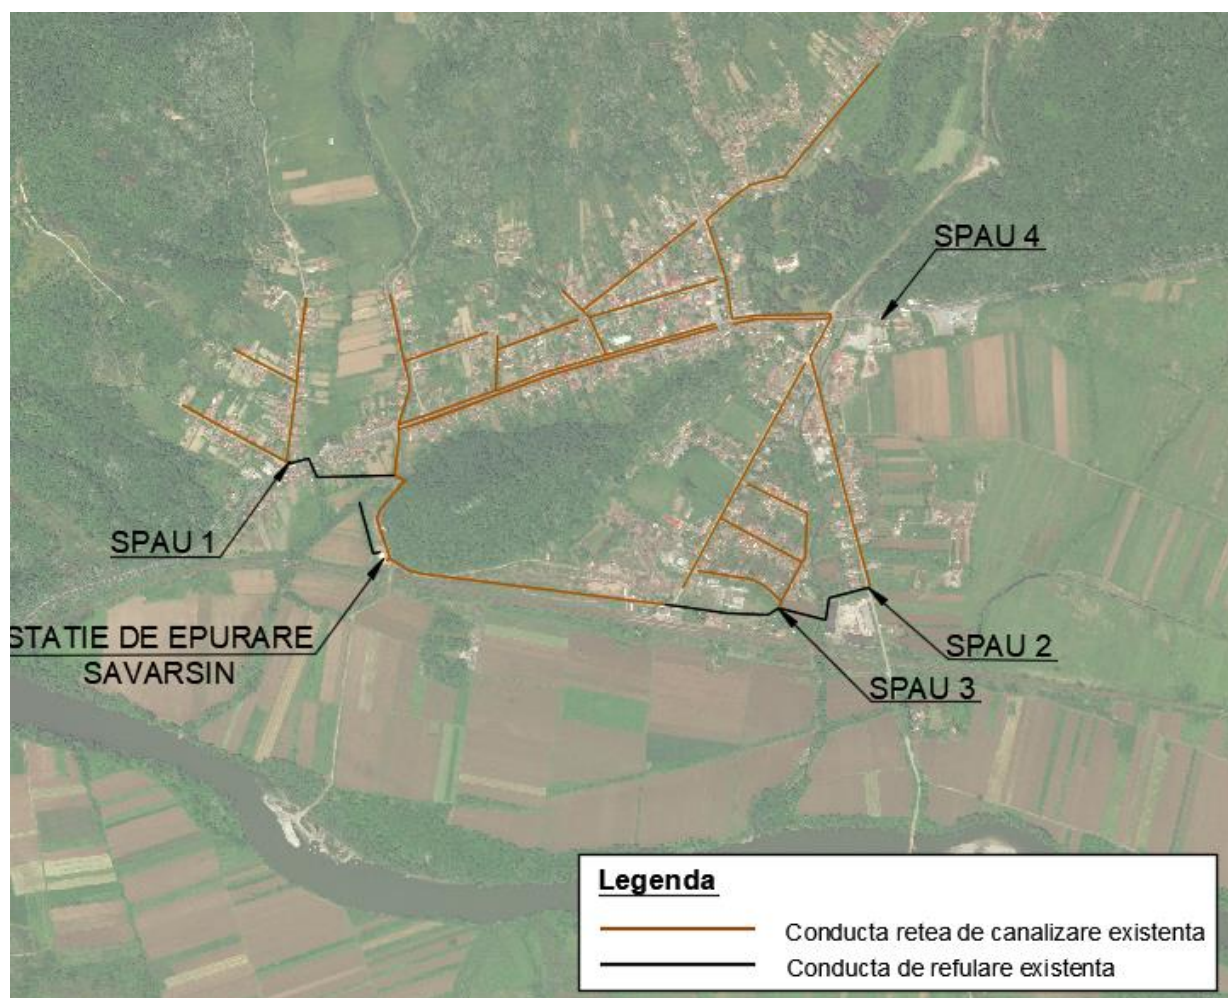 SPAU 4
SPAU 1
STATIE DE EPURARE
SAVARSIN
SPAU 2
SPAU 3
Legenda
Conducta retea de canalizare existenta
Conducta de refulare existenta